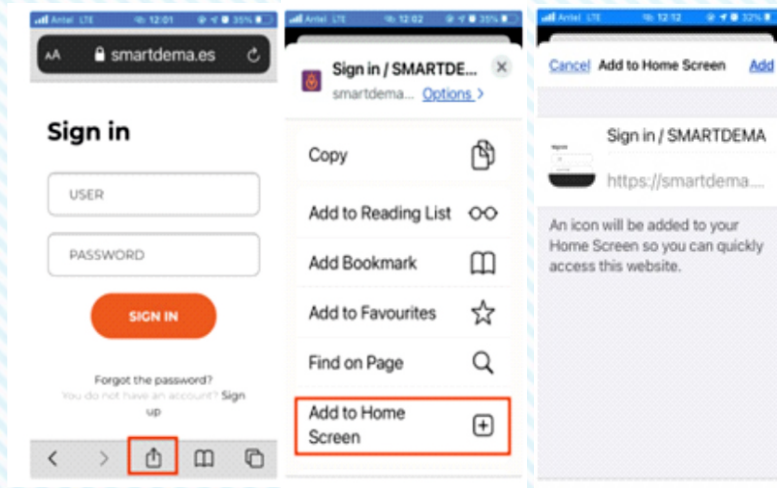 Antel LTE 12:01 35%
AA smartdema.es
Sign in
USER
PASSWORD
SIGN IN
Forgot the password?
You do not have an account? Sign
up
Antel LTE 12:02 35%
Sign in / SMARTDE...
smartdema... Options >
Copy
Add to Reading List
Add Bookmark
Add to Favourites
Find on Page
Add to Home
Screen
Antel LTE 12:12 32%
Cancel Add to Home Screen Add
Sign in / SMARTDEMA
https://smartdema....
An icon will be added to your
Home Screen so you can quickly
access this website.